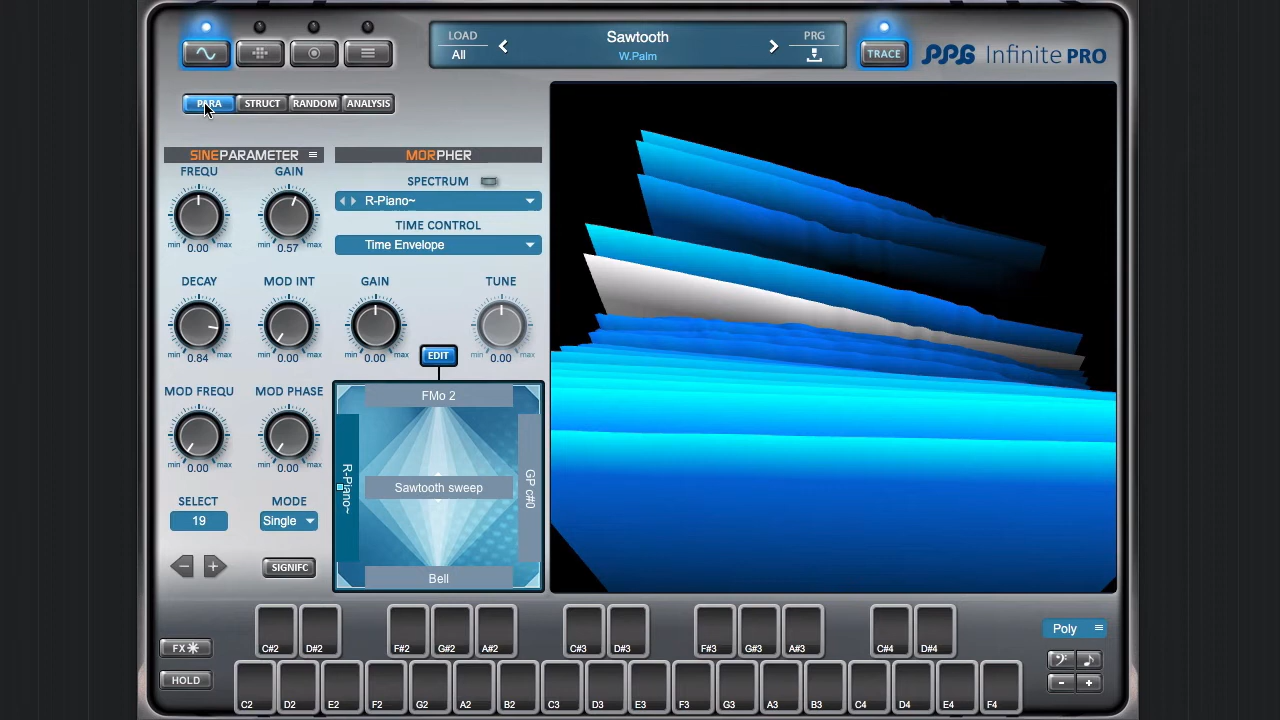 LOAD
All
Sawtooth
W.Palm
PRG
TRACE
PPG Infinite PRO
PARA STRUCT RANDOM ANALYSIS
SINEPARAMETER
MORPHER
FREQU GAIN
SPECTRUM
R-Piano~
TIME CONTROL
Time Envelope
min max min max
0.00 0.57
DECAY MOD INT GAIN TUNE
min max min max min max min max
0.84 0.00 0.00 0.00
EDIT
MOD FREQU MOD PHASE
min max min max
0.00 0.00
FMo 2
R-Piano~
Sawtooth sweep
GP c#0
Bell
SELECT MODE
19 Single
SIGNIFC
FX
HOLD
C#2 D#2 F#2 G#2 A#2 C#3 D#3 F#3 G#3 A#3 C#4 D#4
C2 D2 E2 F2 G2 A2 B2 C3 D3 E3 F3 G3 A3 B3 C4 D4 E4 F4
Poly
- +